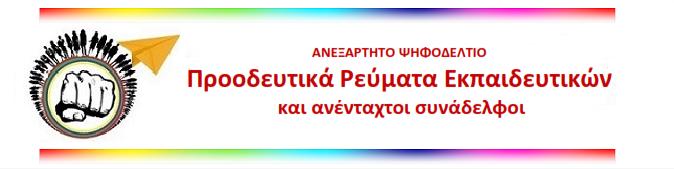 ΑΝΕΞΑΡΤΗΤΟ ΨΗΦΟΔΕΛΤΙΟ
Προοδευτικά Ρεύματα Εκπαιδευτικών
και ανένταχτοι συνάδελφοι